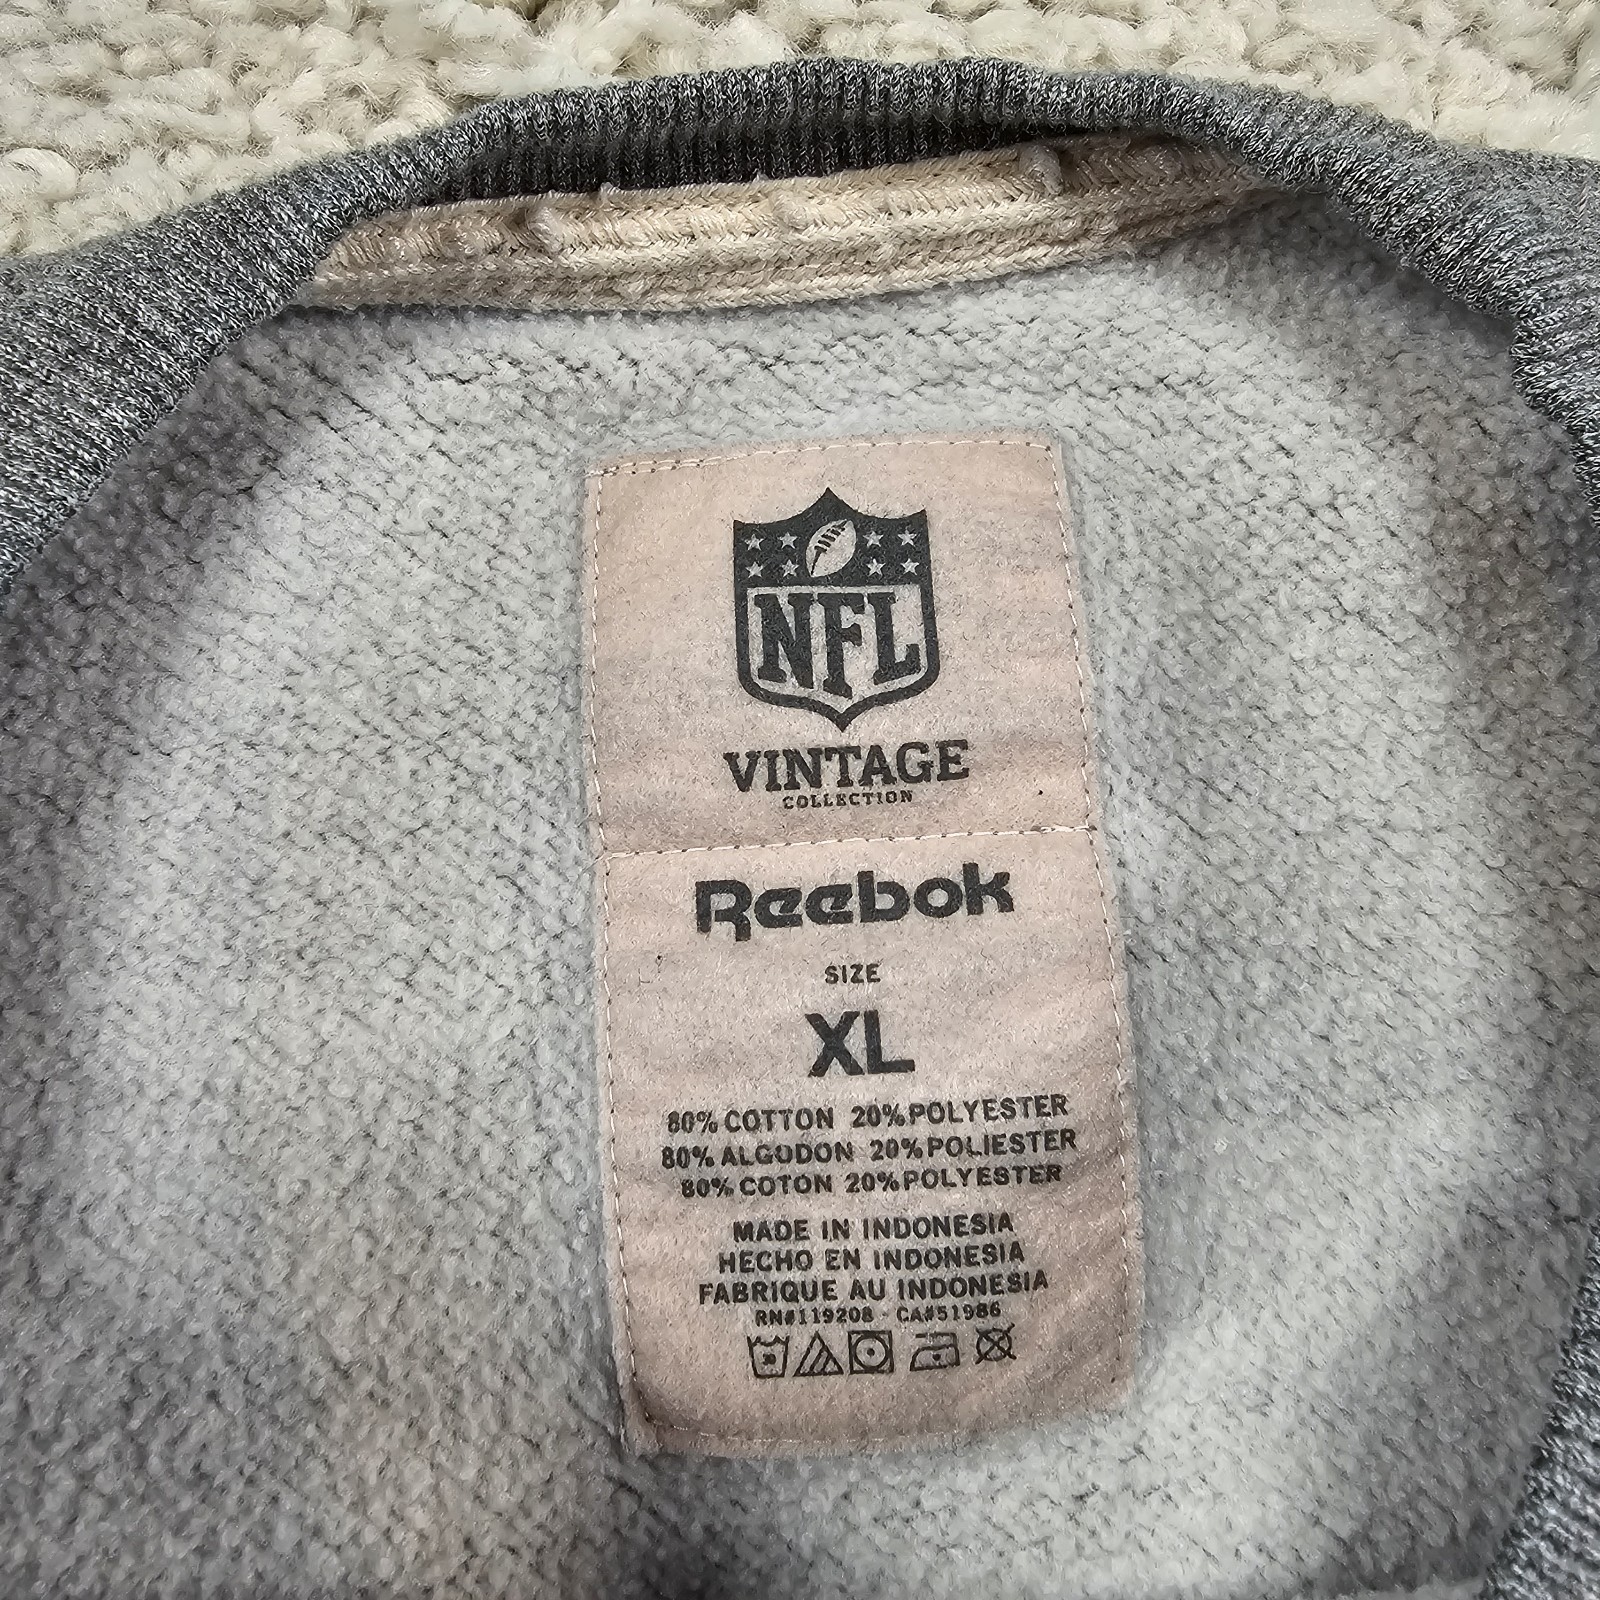 NFL
VINTAGE
COLLECTION
Reebok
SIZE
XL
80% COTTON 20% POLYESTER
80% ALGODON 20% POLIESTER
80% COTON 20% POLYESTER
MADE IN INDONESIA
HECHO EN INDONESIA
FABRIQUE AU INDONESIA
RN#119208 - CA#51986